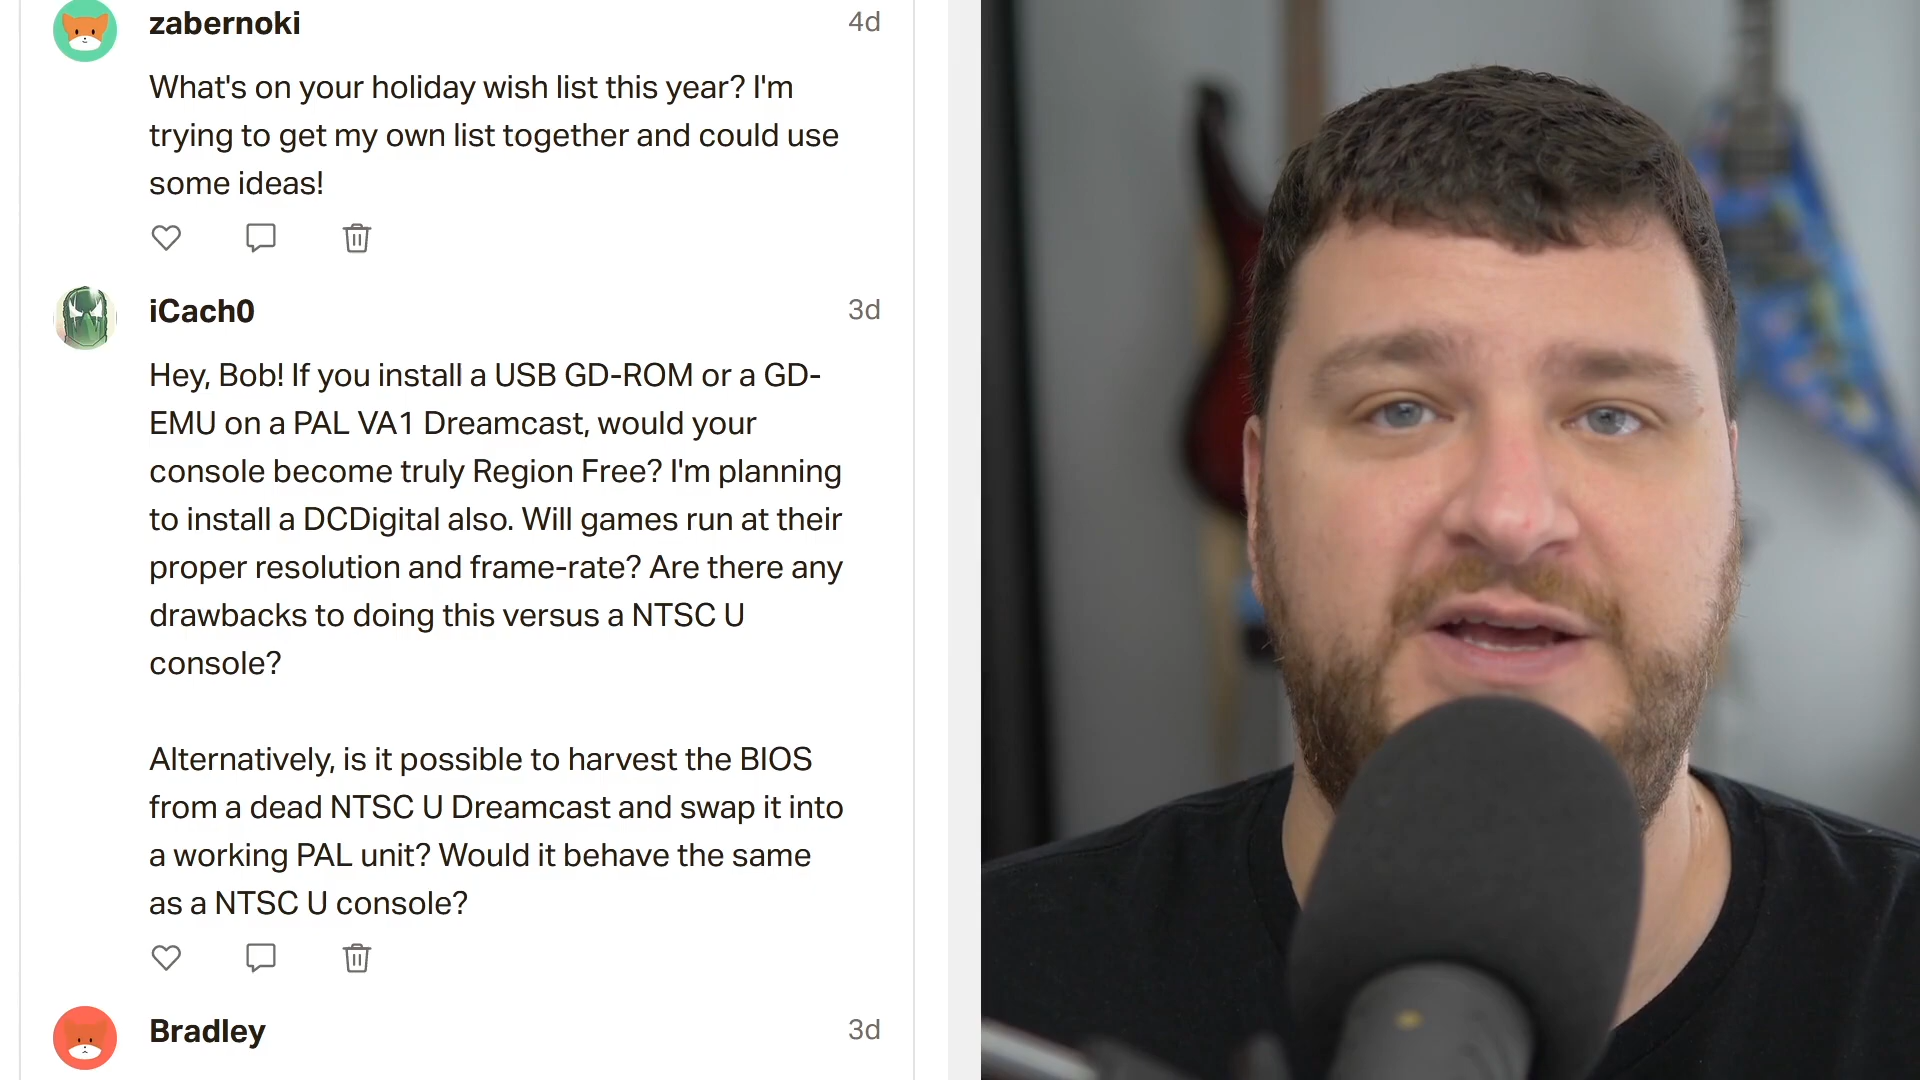 zabernoki
4d
What's on your holiday wish list this year? I'm
trying to get my own list together and could use
some ideas!
iCach0
3d
Hey, Bob! If you install a USB GD-ROM or a GD-
EMU on a PAL VA1 Dreamcast, would your
console become truly Region Free? I'm planning
to install a DCDigital also. Will games run at their
proper resolution and frame-rate? Are there any
drawbacks to doing this versus a NTSC U
console?
Alternatively, is it possible to harvest the BIOS
from a dead NTSC U Dreamcast and swap it into
a working PAL unit? Would it behave the same
as a NTSC U console?
Bradley
3d